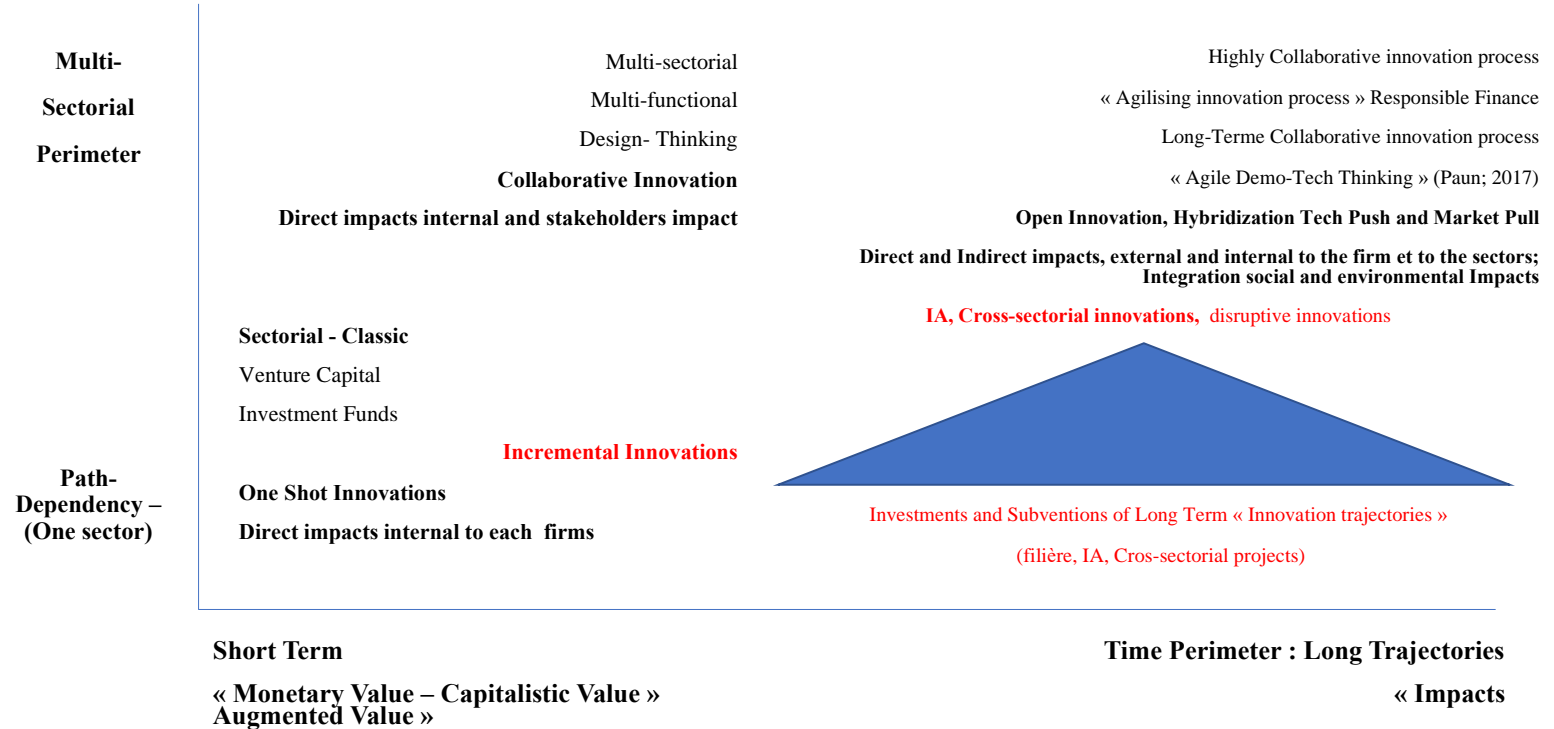 Multi-
Sectorial
Perimeter
Multi-sectorial
Multi-functional
Design- Thinking
Collaborative Innovation
Direct impacts internal and stakeholders impact
Highly Collaborative innovation process
« Agilising innovation process » Responsible Finance
Long-Terme Collaborative innovation process
« Agile Demo-Tech Thinking » (Paun; 2017)
Open Innovation, Hybridization Tech Push and Market Pull
Direct and Indirect impacts, external and internal to the firm et to the sectors;
Integration social and environmental Impacts
IA, Cross-sectorial innovations, disruptive innovations
Sectorial - Classic
Venture Capital
Investment Funds
Incremental Innovations
One Shot Innovations
Direct impacts internal to each firms
Path-
Dependency –
(One sector)
Investments and Subventions of Long Term « Innovation trajectories »
(filière, IA, Cros-sectorial projects)
Short Term
« Monetary Value – Capitalistic Value »
Augmented Value »
Time Perimeter : Long Trajectories
« Impacts